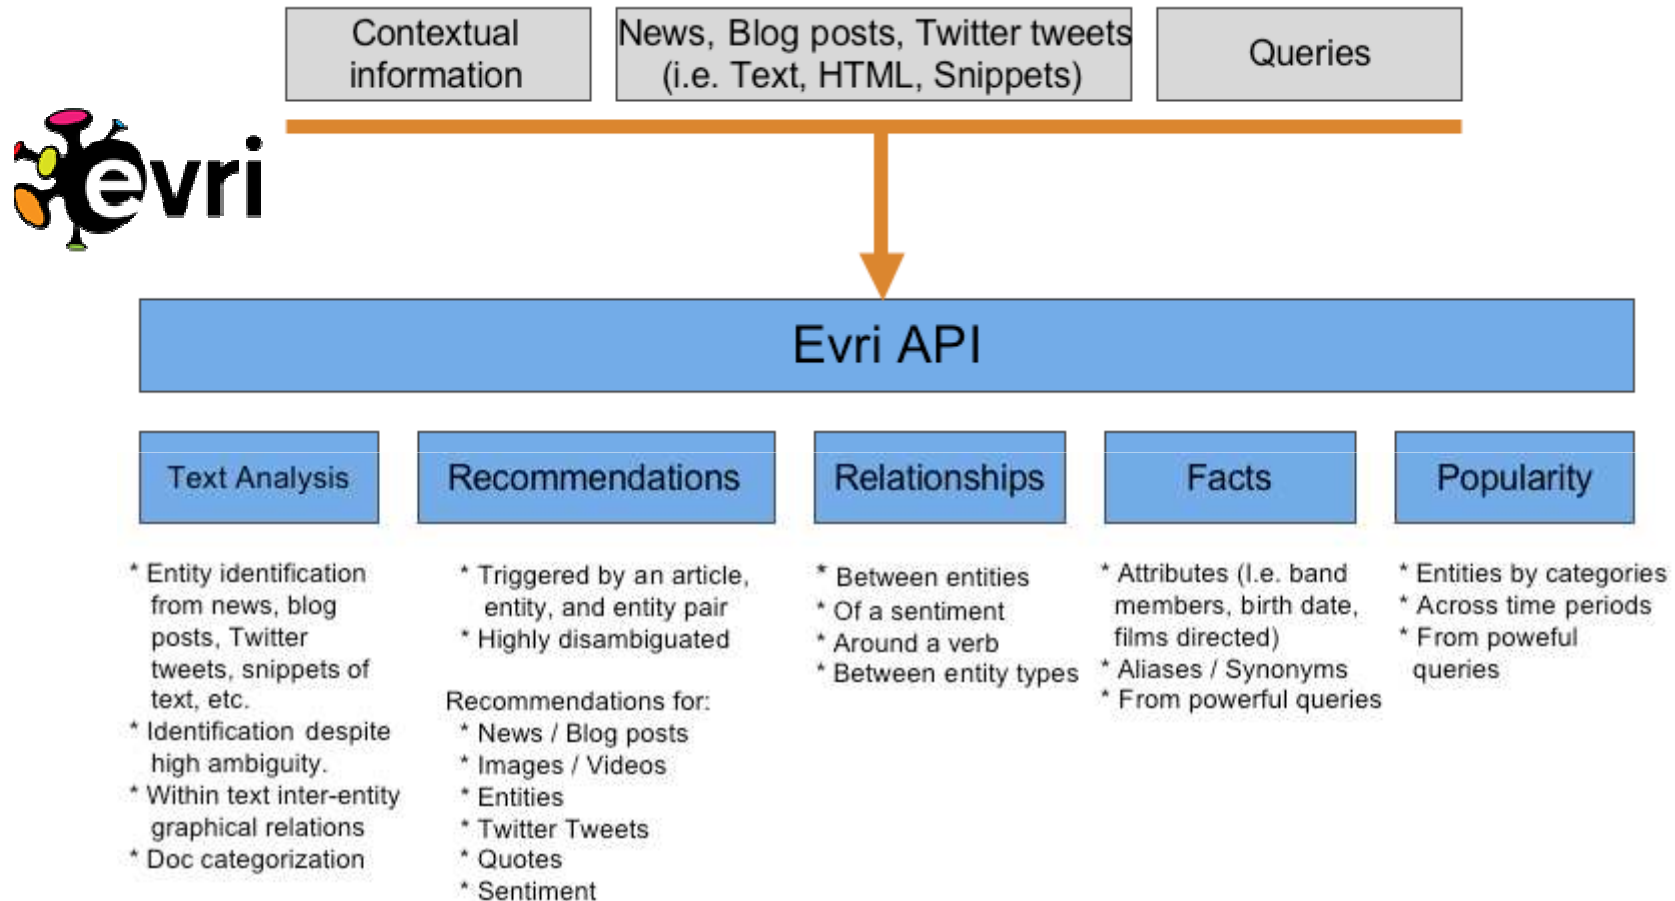 Contextual
information
News, Blog posts, Twitter tweets
(i.e. Text, HTML, Snippets)
Queries
evri
Evri API
Text Analysis
Recommendations
Relationships
Facts
Popularity
* Entity identification
from news, blog
posts, Twitter
tweets, snippets of
text, etc.
* Identification despite
high ambiguity.
* Within text inter-entity
graphical relations
* Doc categorization
* Triggered by an article,
entity, and entity pair
* Highly disambiguated
Recommendations for:
* News / Blog posts
* Images / Videos
* Entities
* Twitter Tweets
* Quotes
* Sentiment
* Between entities
* Of a sentiment
* Around a verb
* Between entity types
* Attributes (I.e. band
members, birth date,
films directed)
* Aliases / Synonyms
* From powerful queries
* Entities by categories
* Across time periods
* From poweful
queries